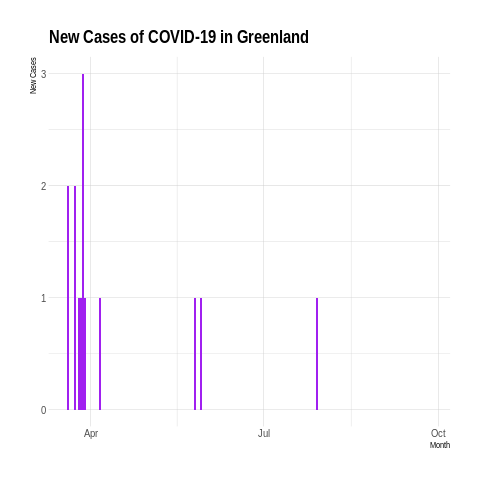 New Cases of COVID-19 in Greenland
New Cases
3
2
1
0
Apr
Jul
Oct
Month